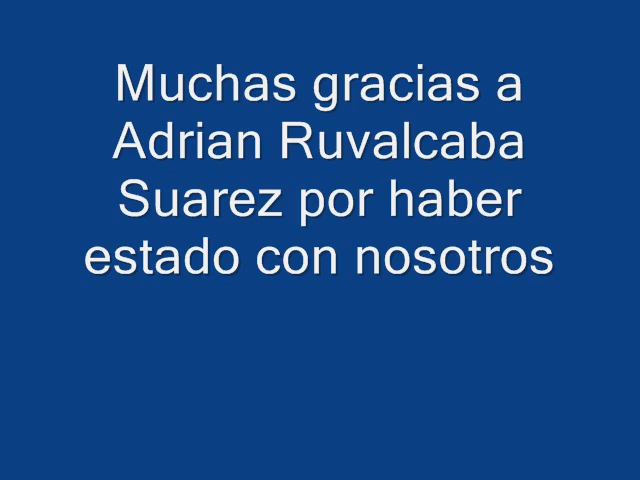 Muchas gracias a
Adrian Ruvalcaba
Suarez por haber
estado con nosotros